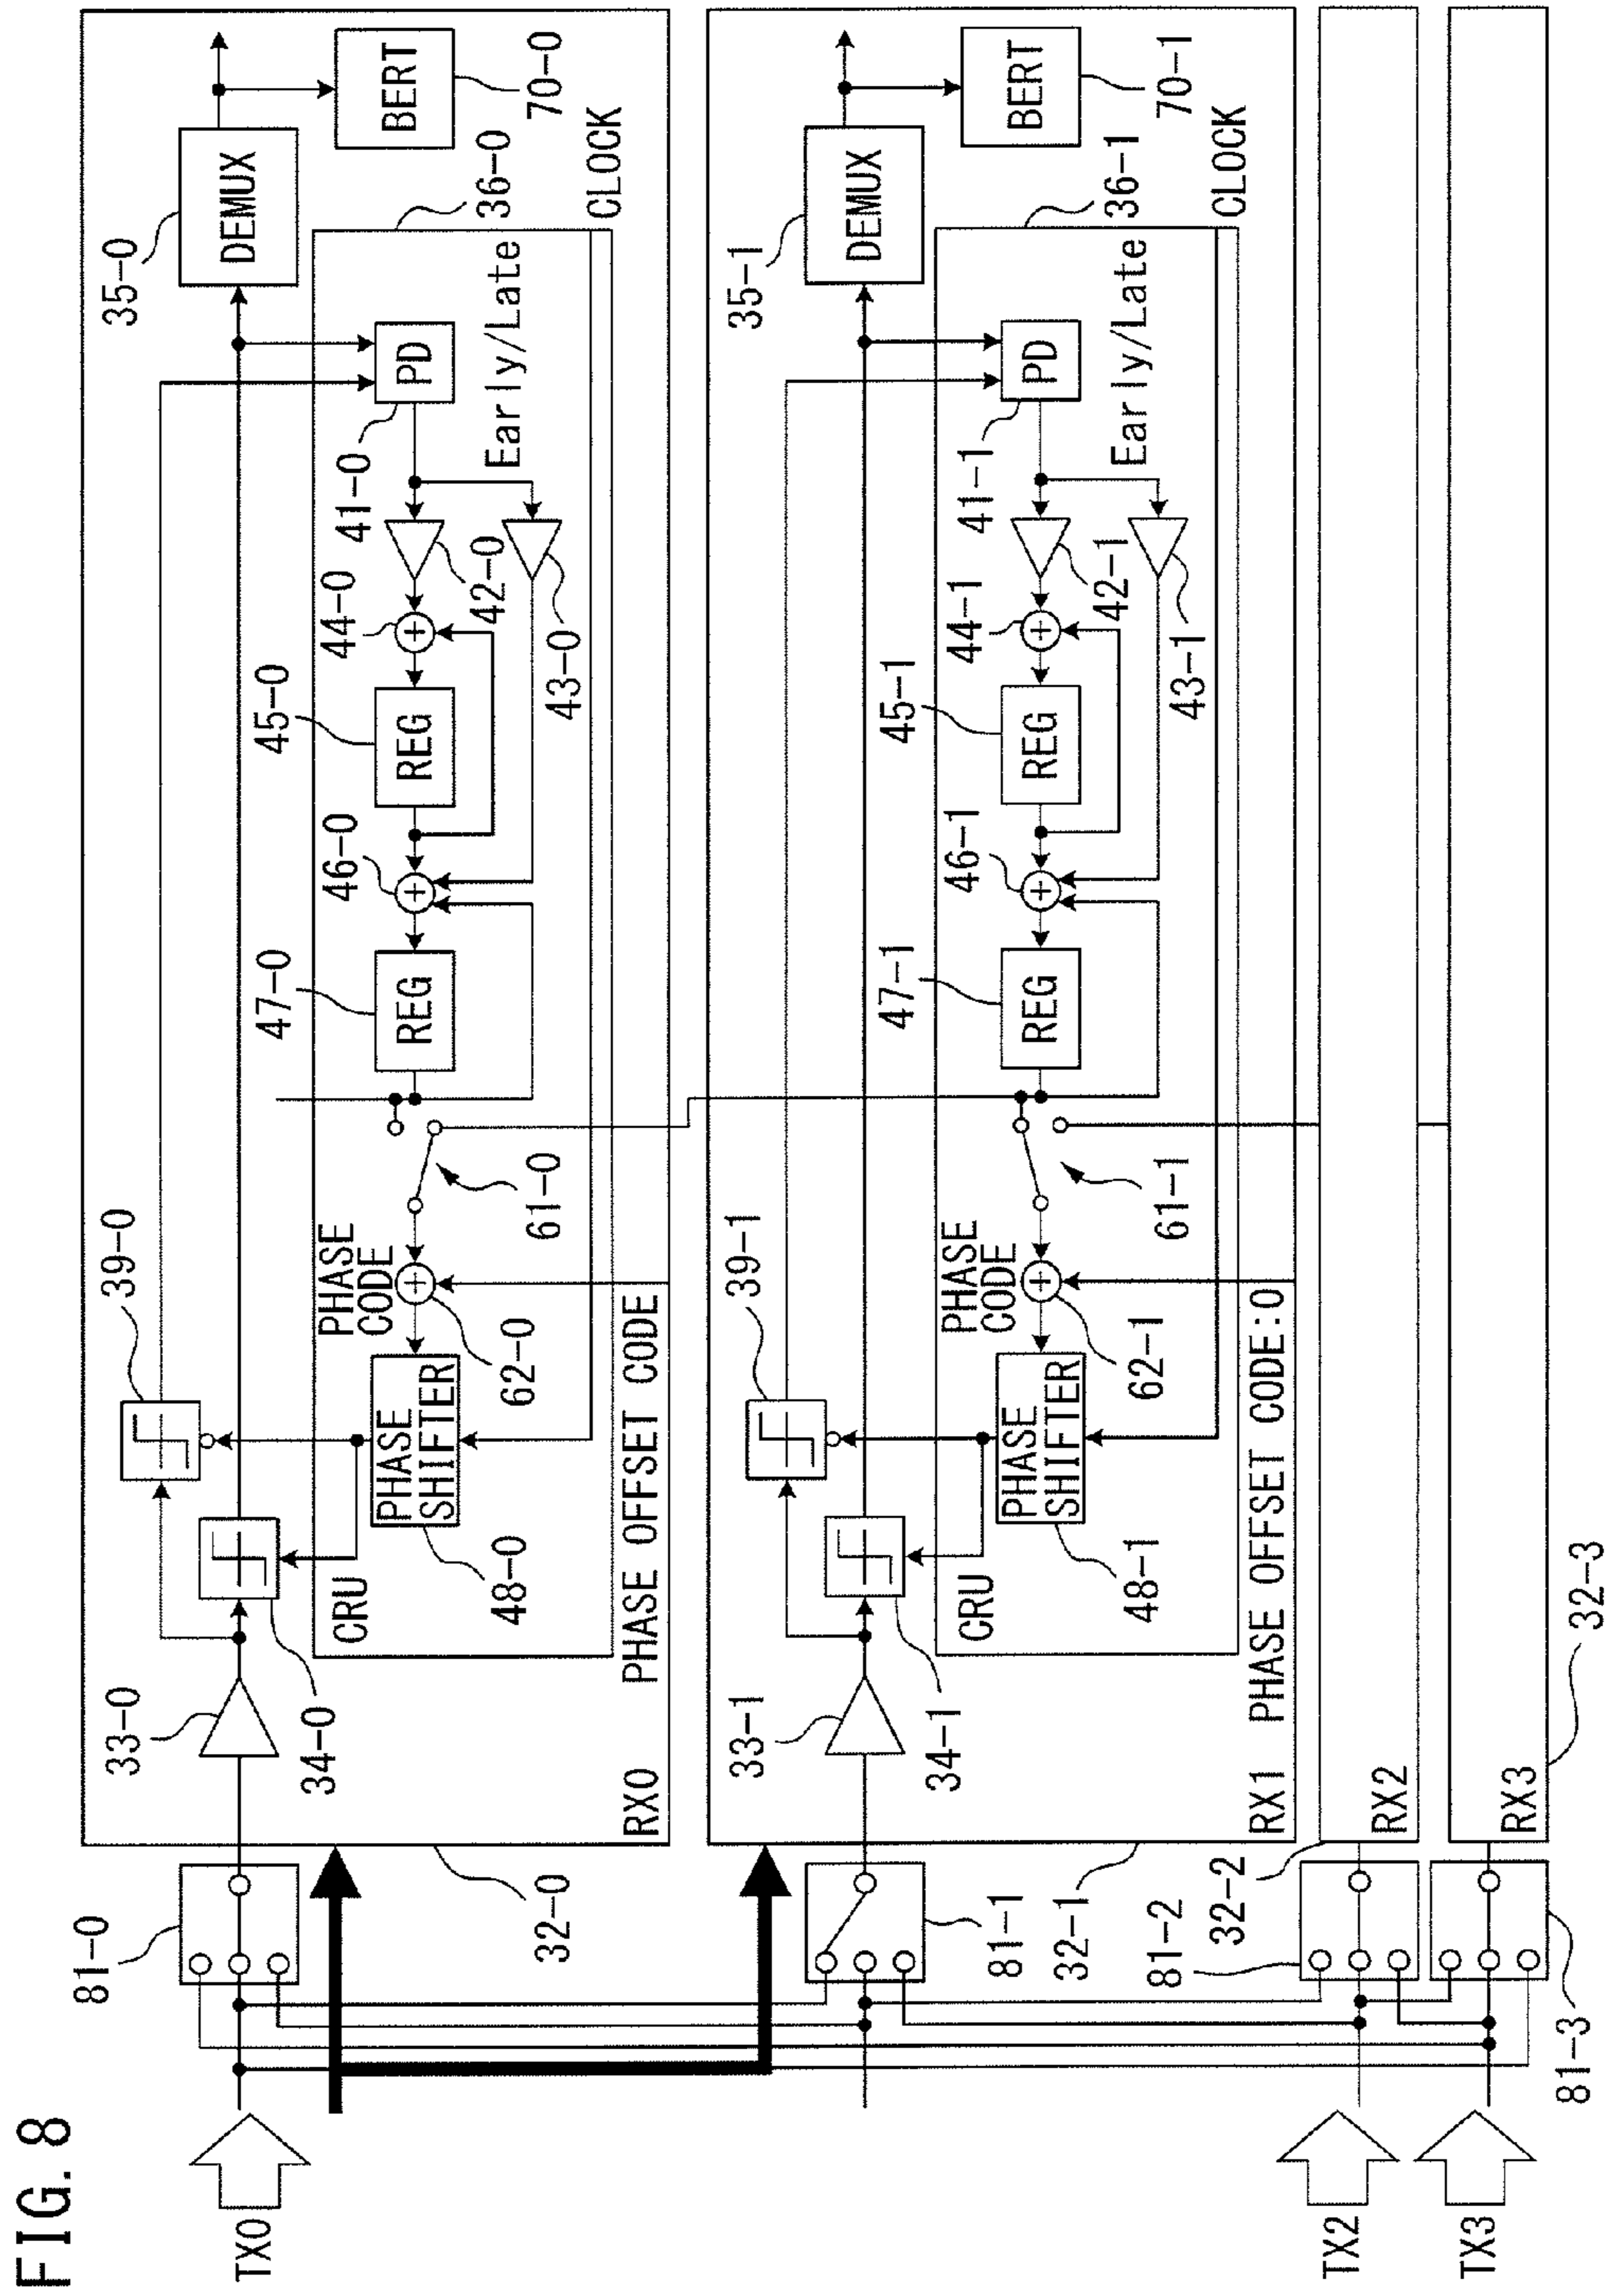 FIG. 8
TX0
81-0
32-0
RX0
33-0
34-0
39-0
CRU
48-0
PHASE
SHIFTER
PHASE OFFSET CODE
62-0
PHASE
CODE
61-0
47-0
REG
46-0
45-0
REG
44-0
43-0
42-0
41-0
PD
Early/Late
36-0
CLOCK
35-0
DEMUX
BERT
70-0
81-1
32-1
RX1
33-1
34-1
39-1
CRU
48-1
PHASE
SHIFTER
PHASE OFFSET CODE:0
62-1
PHASE
CODE
61-1
47-1
REG
46-1
45-1
REG
44-1
43-1
42-1
41-1
PD
Early/Late
36-1
CLOCK
35-1
DEMUX
BERT
70-1
TX2
81-2
32-2
RX2
TX3
81-3
RX3
32-3